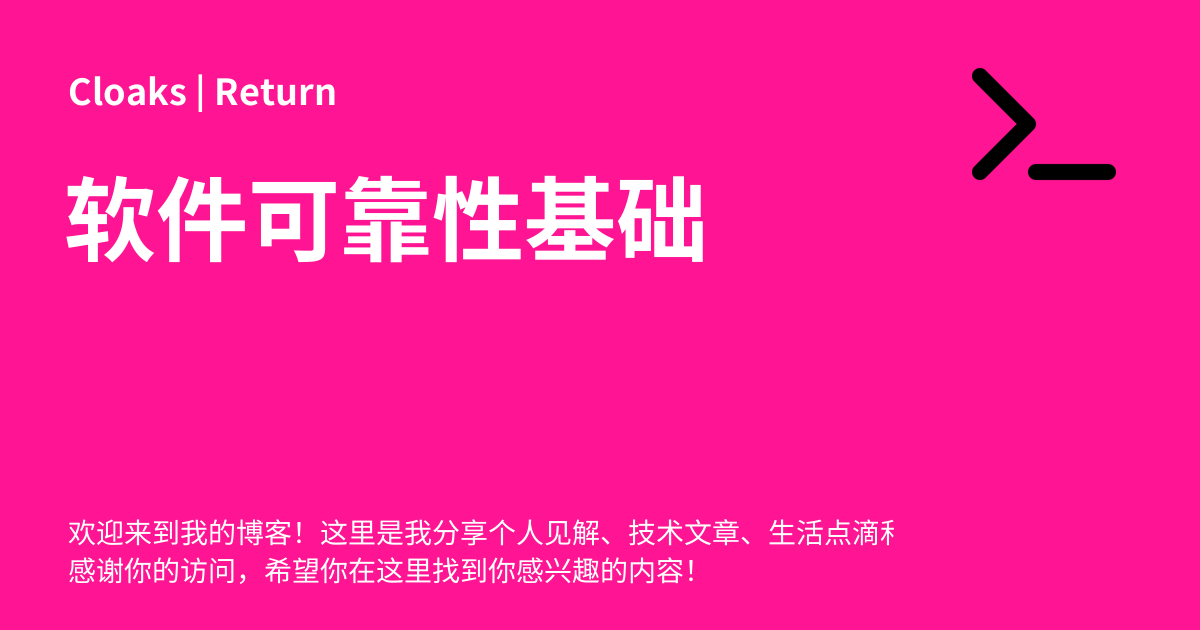 Cloaks | Return
软件可靠性基础
欢迎来到我的博客！这里是我分享个人见解、技术文章、生活点滴
感谢你的访问，希望你在这里找到你感兴趣的内容！